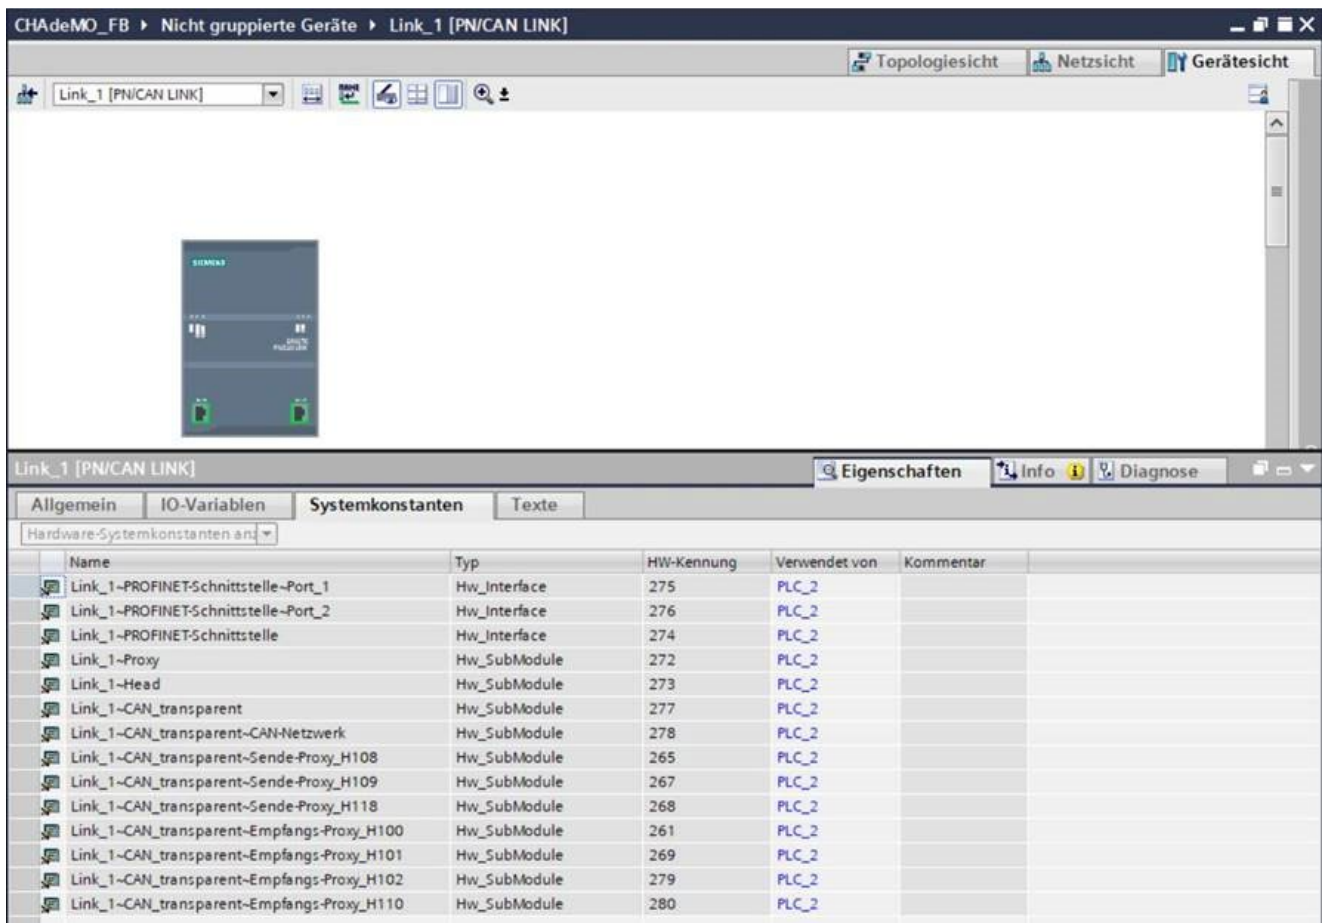 CHAdeMO_FB ▸ Nicht gruppierte Geräte ▸ Link_1 [PN/CAN LINK]
Topologiesicht Netzsicht Gerätesicht
Link_1 [PN/CAN LINK]
SIEMENS
Link_1 [PN/CAN LINK] Eigenschaften Info Diagnose
Allgemein IO-Variablen Systemkonstanten Texte
Hardware-Systemkonstanten anz
Name Typ HW-Kennung Verwendet von Kommentar
Link_1~PROFINET-Schnittstelle~Port_1 Hw_Interface 275 PLC_2
Link_1~PROFINET-Schnittstelle~Port_2 Hw_Interface 276 PLC_2
Link_1~PROFINET-Schnittstelle Hw_Interface 274 PLC_2
Link_1~Proxy Hw_SubModule 272 PLC_2
Link_1~Head Hw_SubModule 273 PLC_2
Link_1~CAN_transparent Hw_SubModule 277 PLC_2
Link_1~CAN_transparent~CAN-Netzwerk Hw_SubModule 278 PLC_2
Link_1~CAN_transparent~Sende-Proxy_H108 Hw_SubModule 265 PLC_2
Link_1~CAN_transparent~Sende-Proxy_H109 Hw_SubModule 267 PLC_2
Link_1~CAN_transparent~Sende-Proxy_H118 Hw_SubModule 268 PLC_2
Link_1~CAN_transparent~Empfangs-Proxy_H100 Hw_SubModule 261 PLC_2
Link_1~CAN_transparent~Empfangs-Proxy_H101 Hw_SubModule 269 PLC_2
Link_1~CAN_transparent~Empfangs-Proxy_H102 Hw_SubModule 279 PLC_2
Link_1~CAN_transparent~Empfangs-Proxy_H110 Hw_SubModule 280 PLC_2